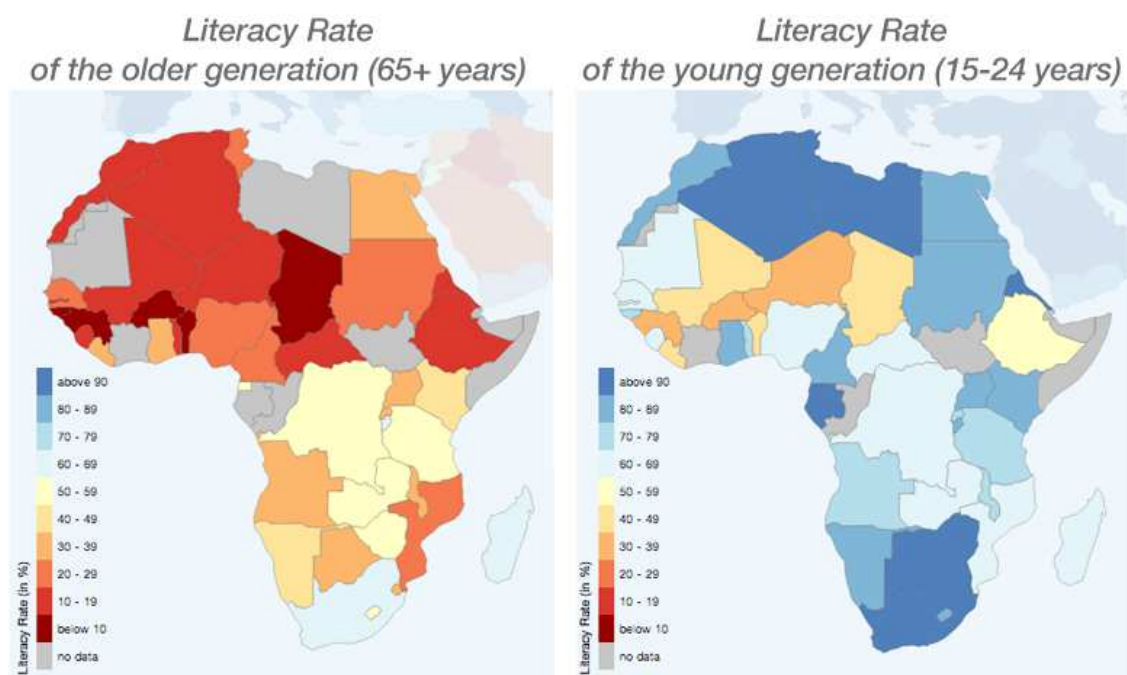 Literacy Rate
of the older generation (65+ years)
Literacy Rate
of the young generation (15-24 years)
above 90
80 - 89
70 - 79
60 - 69
50 - 59
40 - 49
30 - 39
20 - 29
10 - 19
below 10
no data
Literacy Rate (in %)
above 90
80 - 89
70 - 79
60 - 69
50 - 59
40 - 49
30 - 39
20 - 29
10 - 19
below 10
no data
Literacy Rate (in %)